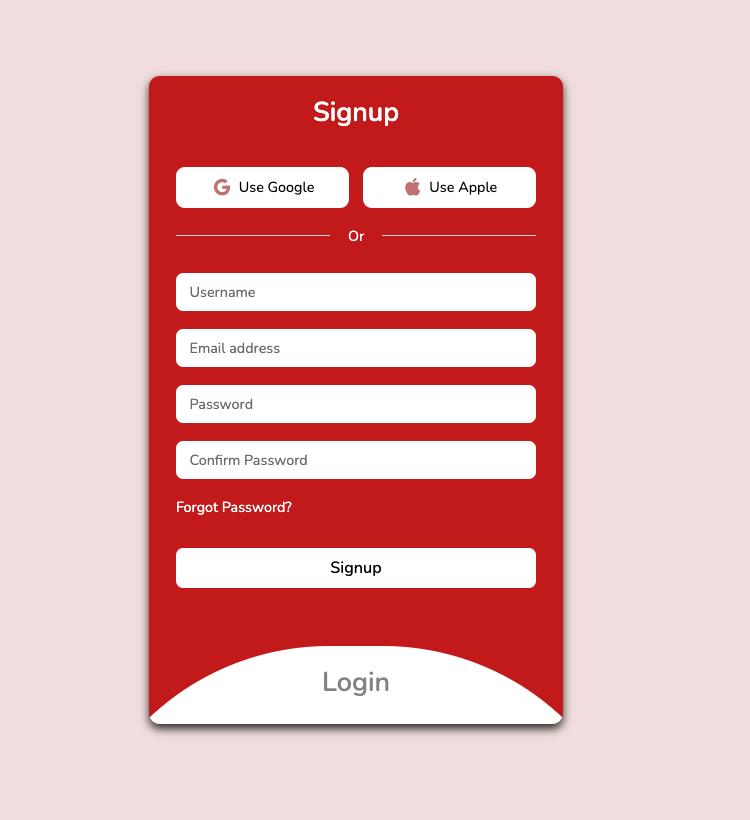 Signup
Use Google
Use Apple
Or
Username
Email address
Password
Confirm Password
Forgot Password?
Signup
Login